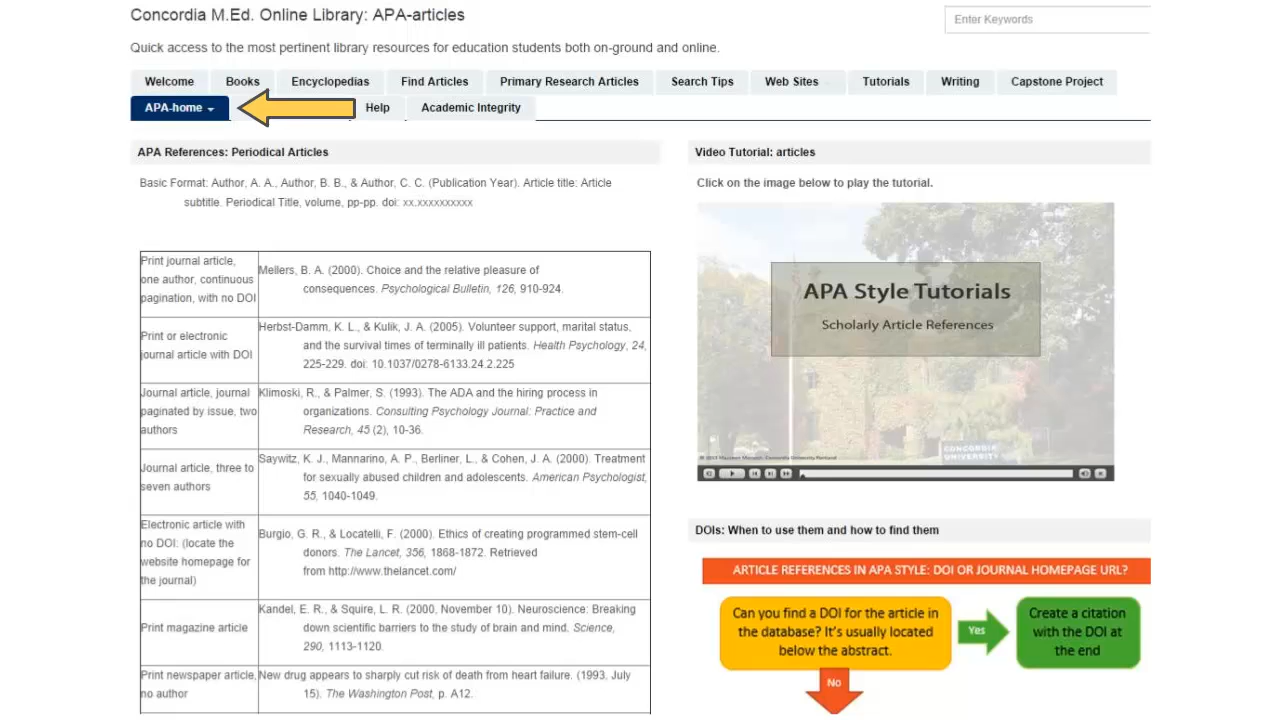 Concordia M.Ed. Online Library: APA-articles
Enter Keywords
Quick access to the most pertinent library resources for education students both on-ground and online.
Welcome Books Encyclopedias Find Articles Primary Research Articles Search Tips Web Sites Tutorials Writing Capstone Project
APA-home Help Academic Integrity
APA References: Periodical Articles
Basic Format: Author, A. A., Author, B. B., & Author, C. C. (Publication Year). Article title: Article
subtitle. Periodical Title, volume, pp-pp. doi: xx.xxxxxxxxxx
Print journal article,
one author, continuous
pagination, with no DOI
Mellers, B. A. (2000). Choice and the relative pleasure of
consequences. Psychological Bulletin, 126, 910-924.
Print or electronic
journal article with DOI
Herbst-Damm, K. L., & Kulik, J. A. (2005). Volunteer support, marital status,
and the survival times of terminally ill patients. Health Psychology, 24,
225-229. doi: 10.1037/0278-6133.24.2.225
Journal article, journal
paginated by issue, two
authors
Klimoski, R., & Palmer, S. (1993). The ADA and the hiring process in
organizations. Consulting Psychology Journal: Practice and
Research, 45 (2), 10-36.
Journal article, three to
seven authors
Saywitz, K. J., Mannarino, A. P., Berliner, L., & Cohen, J. A. (2000). Treatment
for sexually abused children and adolescents. American Psychologist,
55, 1040-1049.
Electronic article with
no DOI: (locate the
website homepage for
the journal)
Burgio, G. R., & Locatelli, F. (2000). Ethics of creating programmed stem-cell
donors. The Lancet, 356, 1868-1872. Retrieved
from http://www.thelancet.com/
Print magazine article
Kandel, E. R., & Squire, L. R. (2000, November 10). Neuroscience: Breaking
down scientific barriers to the study of brain and mind. Science,
290, 1113-1120.
Print newspaper article,
no author
New drug appears to sharply cut risk of death from heart failure. (1993, July
15). The Washington Post, p. A12.
Video Tutorial: articles
Click on the image below to play the tutorial.
APA Style Tutorials
Scholarly Article References
CONCORDIA
UNIVERSITY
DOIs: When to use them and how to find them
ARTICLE REFERENCES IN APA STYLE: DOI OR JOURNAL HOMEPAGE URL?
Can you find a DOI for the article in
the database? It's usually located
below the abstract.
Yes
Create a citation
with the DOI at
the end
No